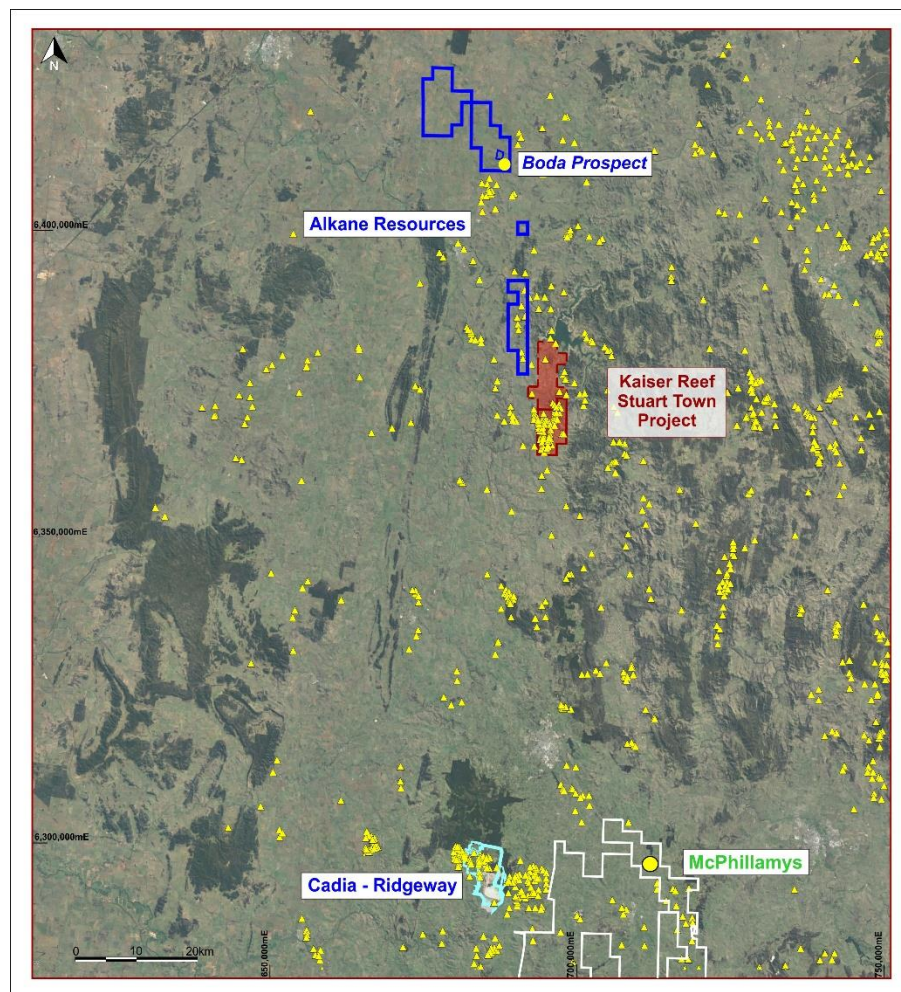 N
D
Boda Prospect
Alkane Resources
6,400,000mE
Kaiser Reef
Stuart Town
Project
6,350,000mE
6,300,000mE
McPhillamys
Cadia - Ridgeway
0 10 20km
650,000mE
700,000mE
750,000mE